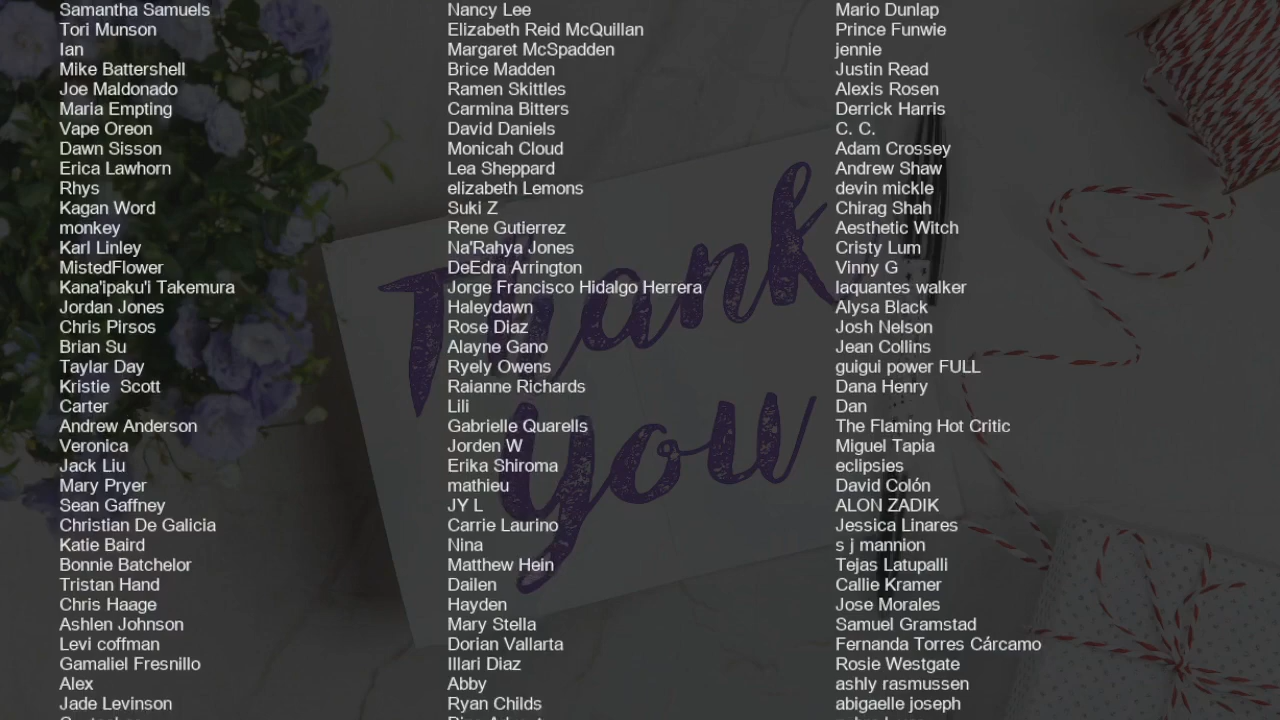 Samantha Samuels
Tori Munson
Ian
Mike Battershell
Joe Maldonado
Maria Empting
Vape Oreon
Dawn Sisson
Erica Lawhorn
Rhys
Kagan Word
monkey
Karl Linley
MistedFlower
Kana'ipaku'i Takemura
Jordan Jones
Chris Pirsos
Brian Su
Taylar Day
Kristie  Scott
Carter
Andrew Anderson
Veronica
Jack Liu
Mary Pryer
Sean Gaffney
Christian De Galicia
Katie Baird
Bonnie Batchelor
Tristan Hand
Chris Haage
Ashlen Johnson
Levi coffman
Gamaliel Fresnillo
Alex
Jade Levinson
Nancy Lee
Elizabeth Reid McQuillan
Margaret McSpadden
Brice Madden
Ramen Skittles
Carmina Bitters
David Daniels
Monicah Cloud
Lea Sheppard
elizabeth Lemons
Suki Z
Rene Gutierrez
Na'Rahya Jones
DeEdra Arrington
Jorge Francisco Hidalgo Herrera
Haleydawn
Rose Diaz
Alayne Gano
Ryely Owens
Raianne Richards
Lili
Gabrielle Quarells
Jorden W
Erika Shiroma
mathieu
JY L
Carrie Laurino
Nina
Matthew Hein
Dailen
Hayden
Mary Stella
Dorian Vallarta
Illari Diaz
Abby
Ryan Childs
Mario Dunlap
Prince Funwie
jennie
Justin Read
Alexis Rosen
Derrick Harris
C. C.
Adam Crossey
Andrew Shaw
devin mickle
Chirag Shah
Aesthetic Witch
Cristy Lum
Vinny G
laquantes walker
Alysa Black
Josh Nelson
Jean Collins
guigui power FULL
Dana Henry
Dan
The Flaming Hot Critic
Miguel Tapia
eclipsies
David Colón
ALON ZADIK
Jessica Linares
s j mannion
Tejas Latupalli
Callie Kramer
Jose Morales
Samuel Gramstad
Fernanda Torres Cárcamo
Rosie Westgate
ashly rasmussen
abigaelle joseph
Thank
you